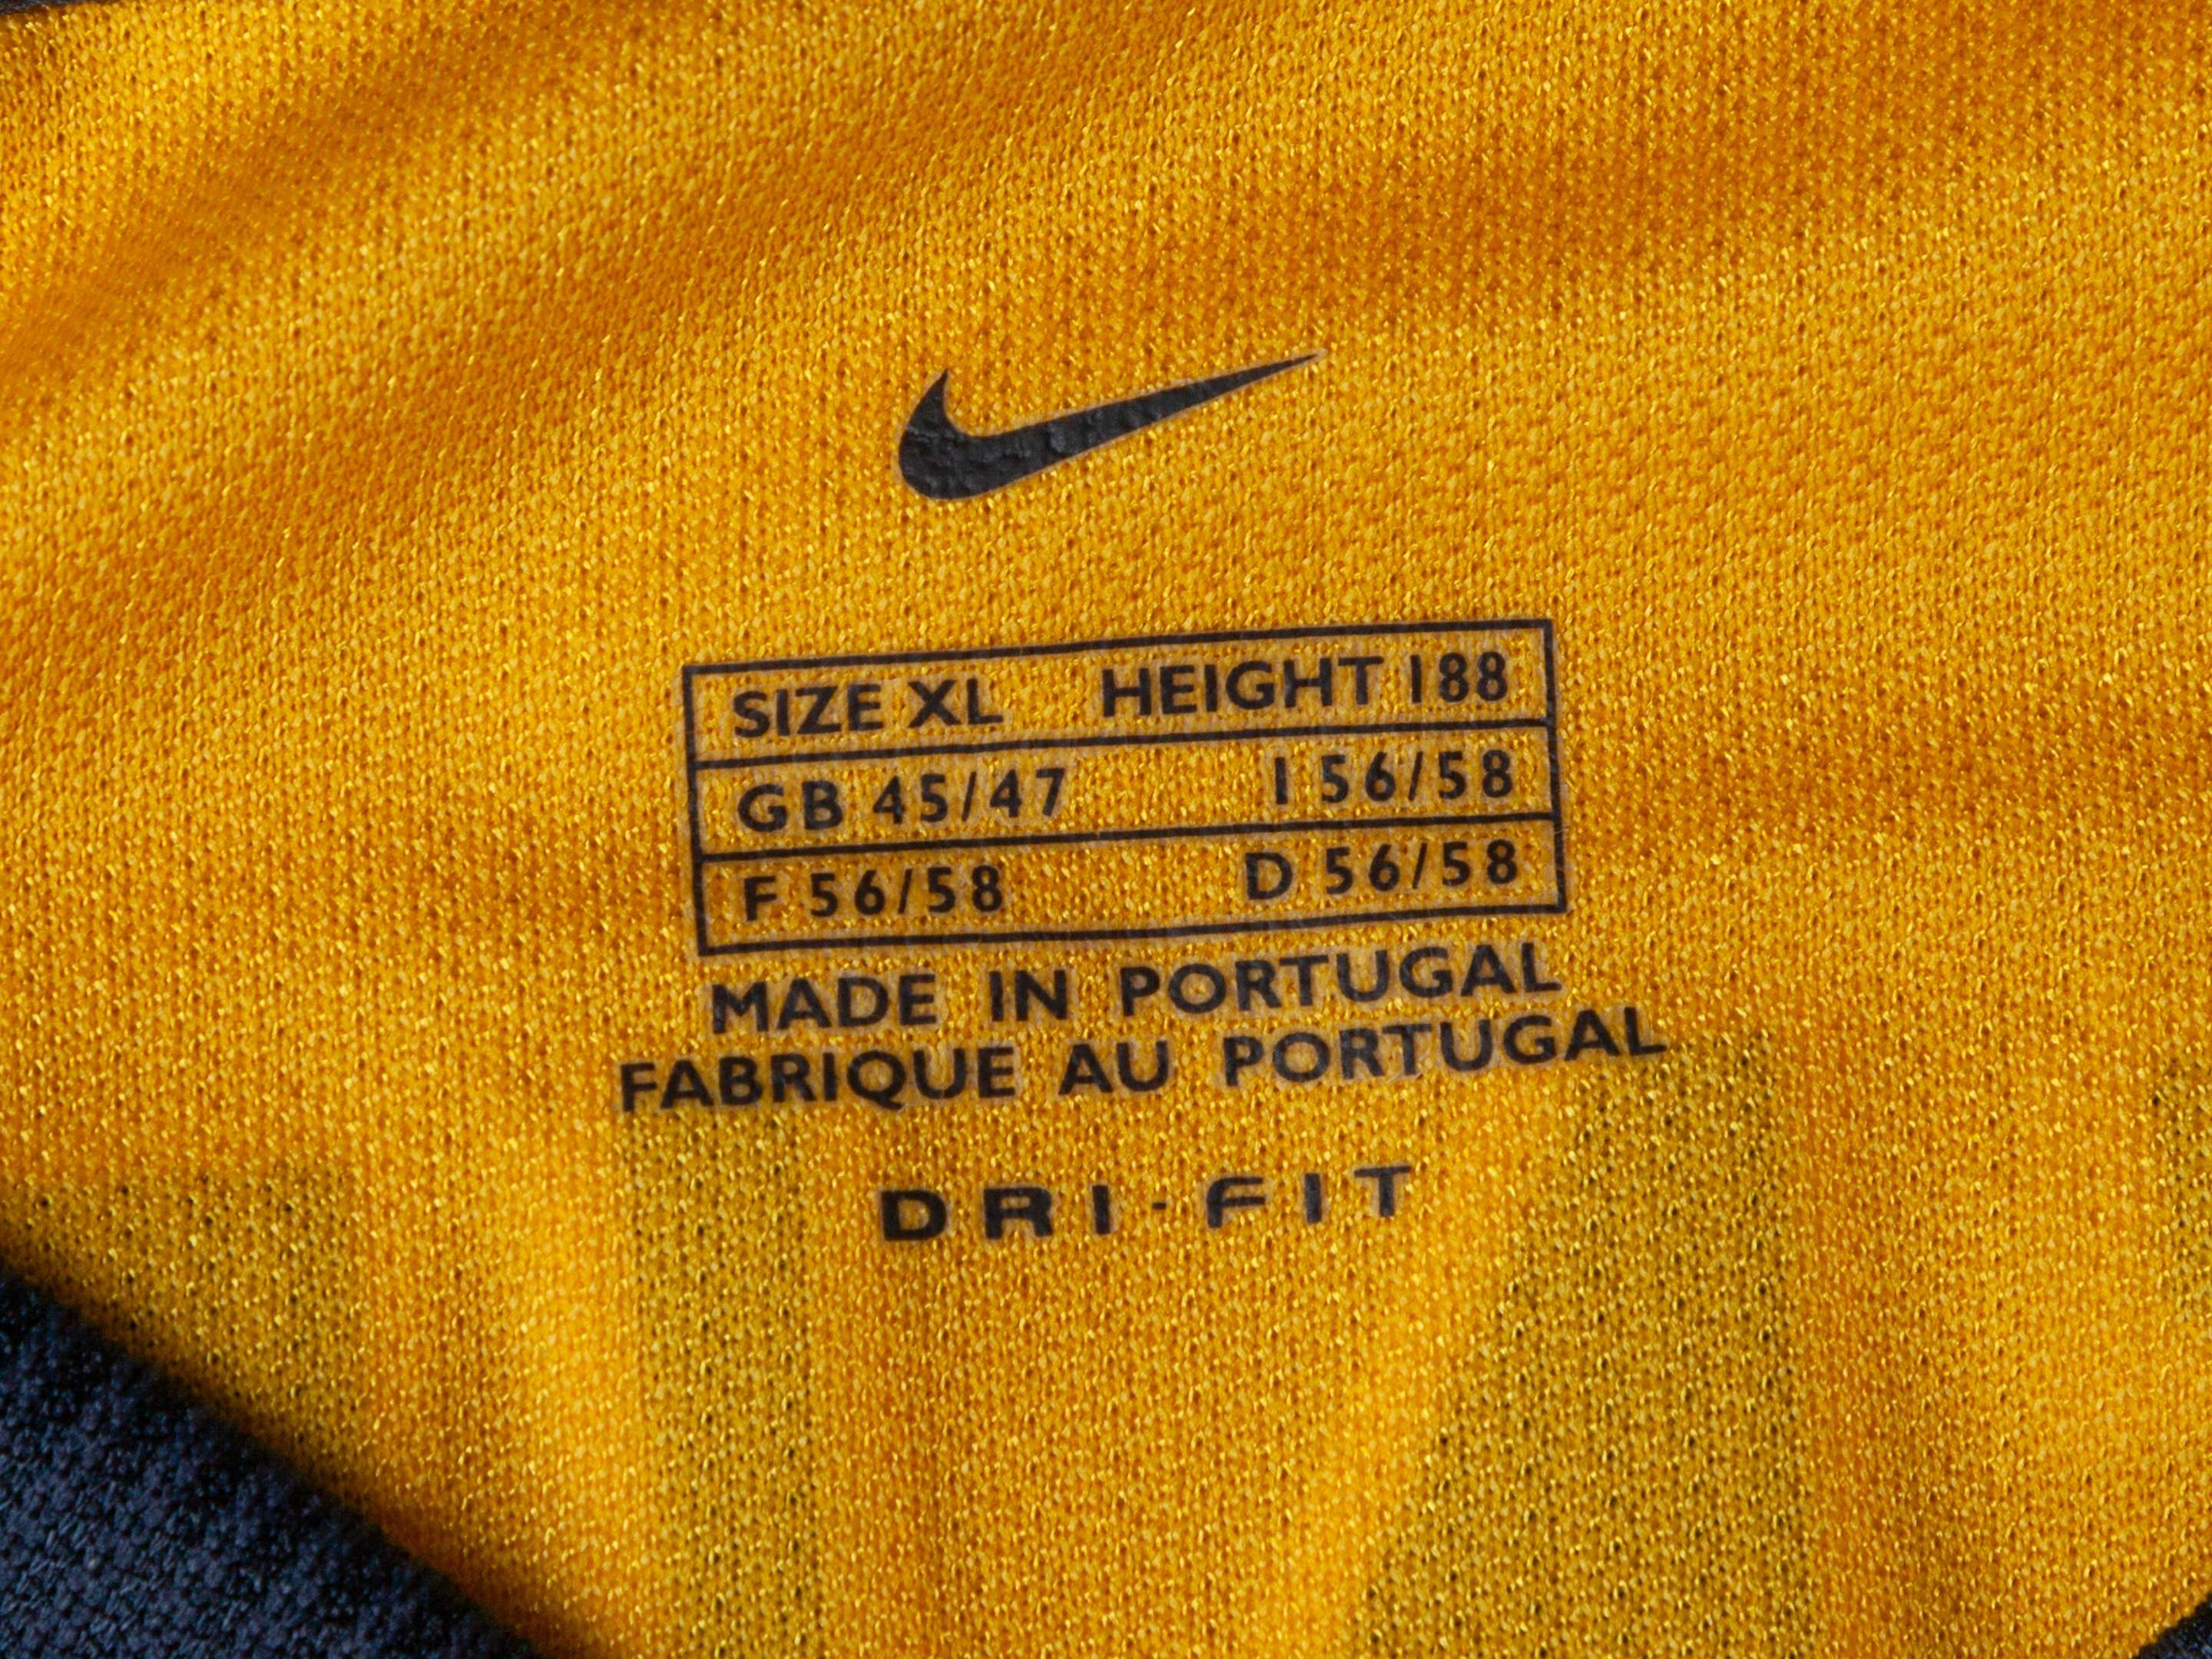 SIZE XL HEIGHT 188
GB 45/47 I 56/58
F 56/58 D 56/58
MADE IN PORTUGAL
FABRIQUE AU PORTUGAL
DRI-FIT